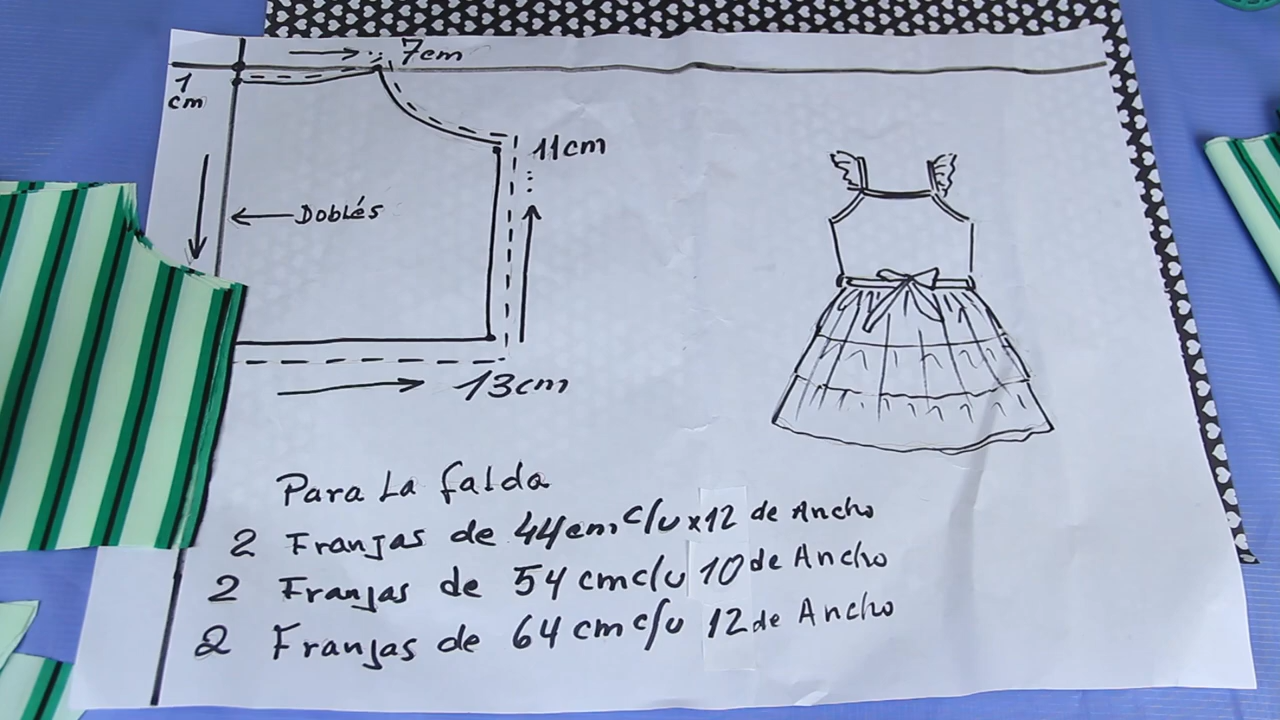 7cm
1
cm
11cm
Doblés
13cm
Para La falda
2 Franjas de 44cm c/u x12 de Ancho
2 Franjas de 54 cm c/u 10 de Ancho
2 Franjas de 64 cm c/u 12 de Ancho